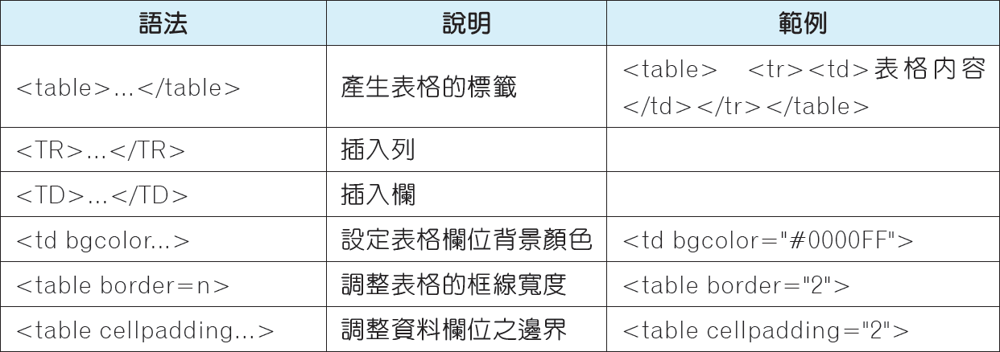 語法 說明 範例
<table>...</table> 產生表格的標籤 <table> <tr><td>表格內容
</td></tr></table>
<TR>...</TR> 插入列
<TD>...</TD> 插入欄
<td bgcolor...> 設定表格欄位背景顏色 <td bgcolor="#0000FF">
<table border=n> 調整表格的框線寬度 <table border="2">
<table cellpadding...> 調整資料欄位之邊界 <table cellpadding="2">